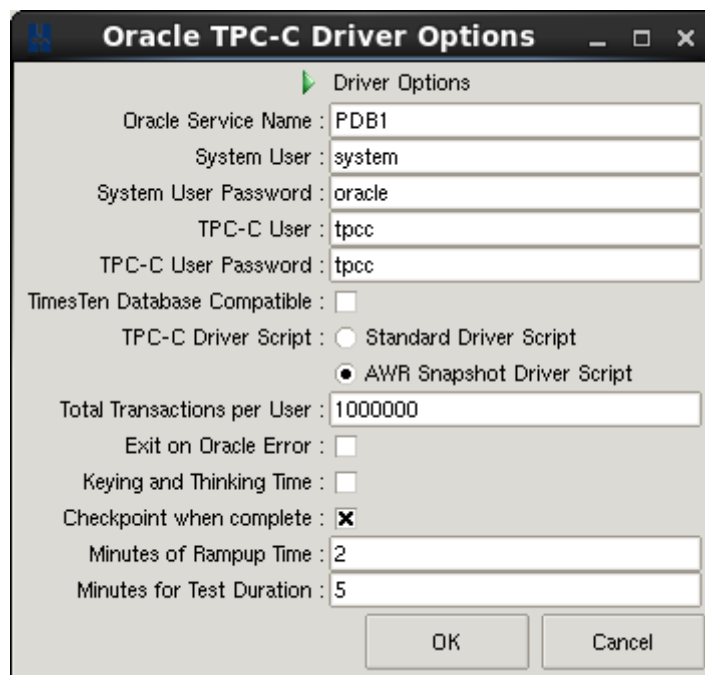 Oracle TPC-C Driver Options
Driver Options
Oracle Service Name : PDB1
System User : system
System User Password : oracle
TPC-C User : tpcc
TPC-C User Password : tpcc
TimesTen Database Compatible :
TPC-C Driver Script : Standard Driver Script
AWR Snapshot Driver Script
Total Transactions per User : 1000000
Exit on Oracle Error :
Keying and Thinking Time :
Checkpoint when complete :
Minutes of Rampup Time : 2
Minutes for Test Duration : 5
OK Cancel